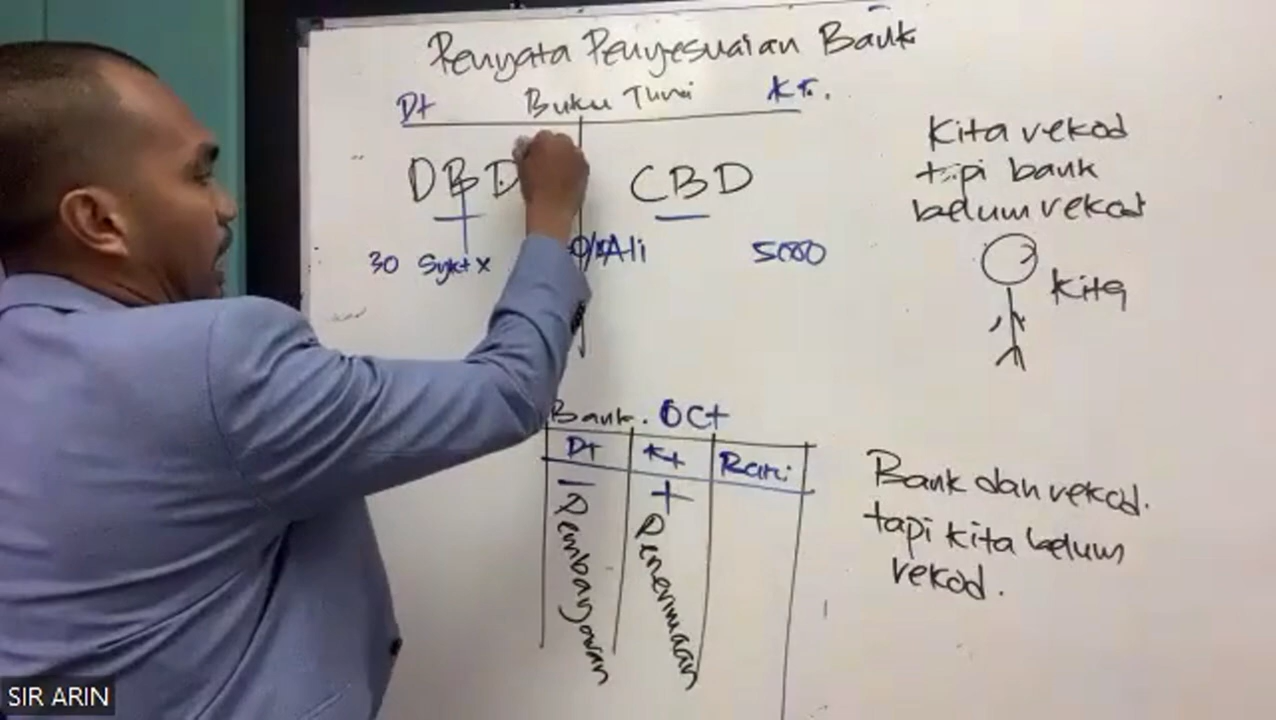 Penyata Penyesuaian Bank
Dt Buku Tunai Kt.
DBD CBD
+ —
30 Sykt X Ali 5000
Kita rekod
tapi bank
belum rekod
Kita
Bank. Oct
Dt Kt Baki
— +
Pembayaran Penerimaan
Bank dan rekod.
tapi kita belum
rekod.
SIR ARIN